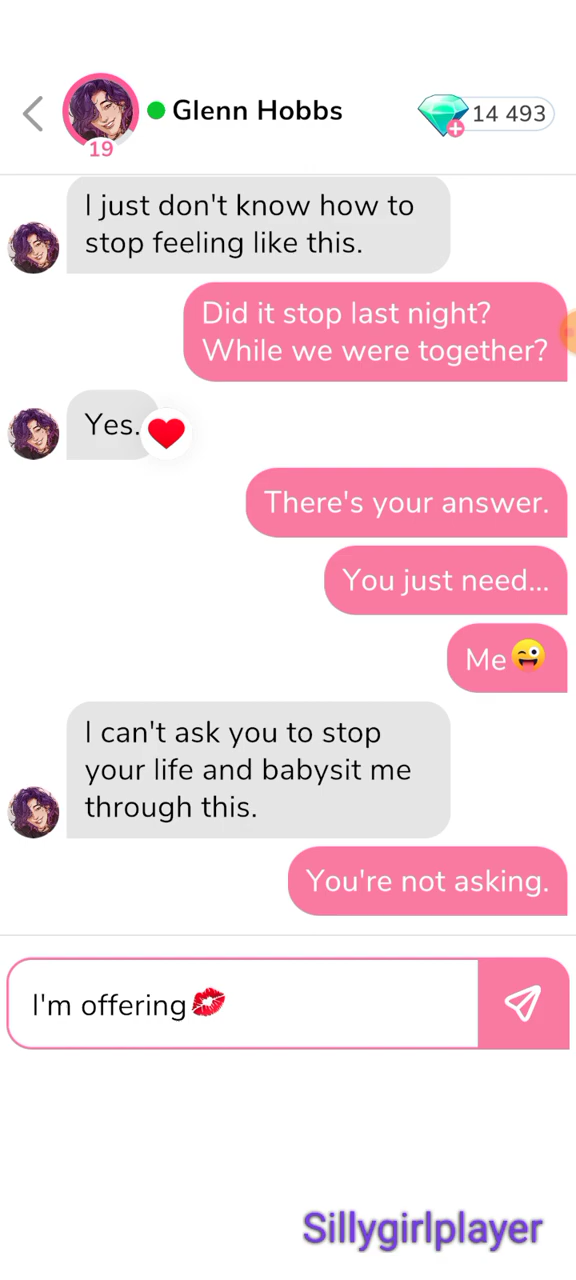 Glenn Hobbs
14 493
19
I just don't know how to
stop feeling like this.
Did it stop last night?
While we were together?
Yes.
There's your answer.
You just need...
Me😜
I can't ask you to stop
your life and babysit me
through this.
You're not asking.
I'm offering💋
Sillygirlplayer